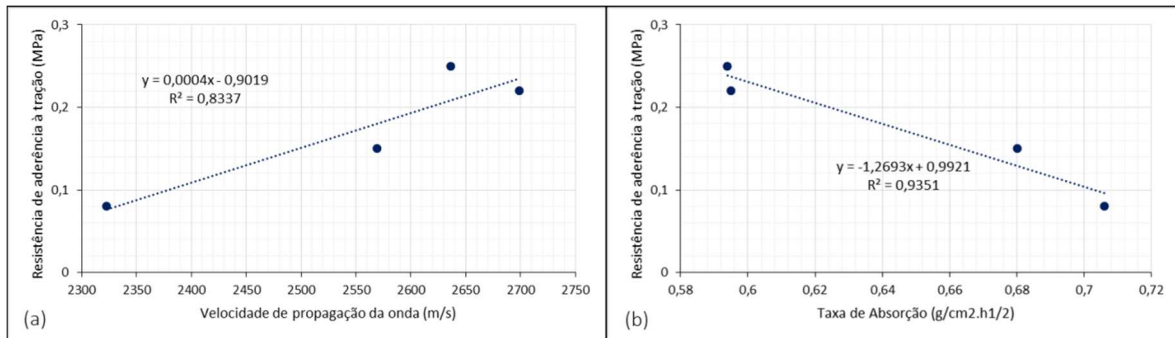 Resistência de aderência à tração (MPa)
0,3
0,2
0,1
0
y = 0,0004x - 0,9019
R² = 0,8337
2300 2350 2400 2450 2500 2550 2600 2650 2700 2750
Velocidade de propagação da onda (m/s)
(a)
Resistência de aderência à tração (MPa)
0,3
0,2
0,1
0
y = -1,2693x + 0,9921
R² = 0,9351
0,58 0,6 0,62 0,64 0,66 0,68 0,7 0,72
Taxa de Absorção (g/cm2.h1/2)
(b)